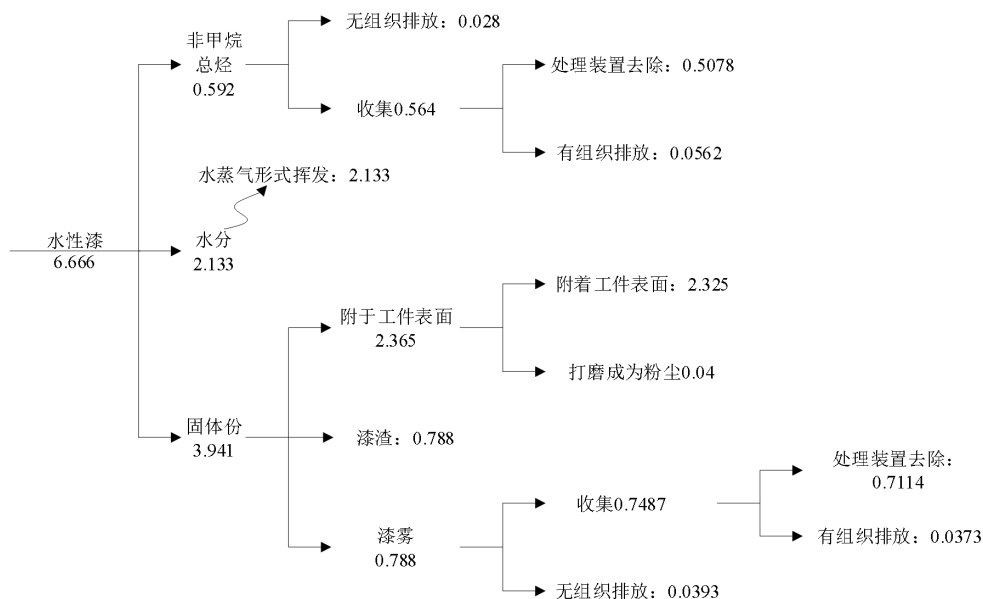 无组织排放：0.028
非甲烷
总烃
0.592
处理装置去除：0.5078
收集0.564
有组织排放：0.0562
水蒸气形式挥发：2.133
水性漆
6.666
水分
2.133
附着工件表面：2.325
附于工件表面
2.365
打磨成为粉尘0.04
固体份
3.941
漆渣：0.788
处理装置去除：
0.7114
收集0.7487
有组织排放：0.0373
漆雾
0.788
无组织排放：0.0393